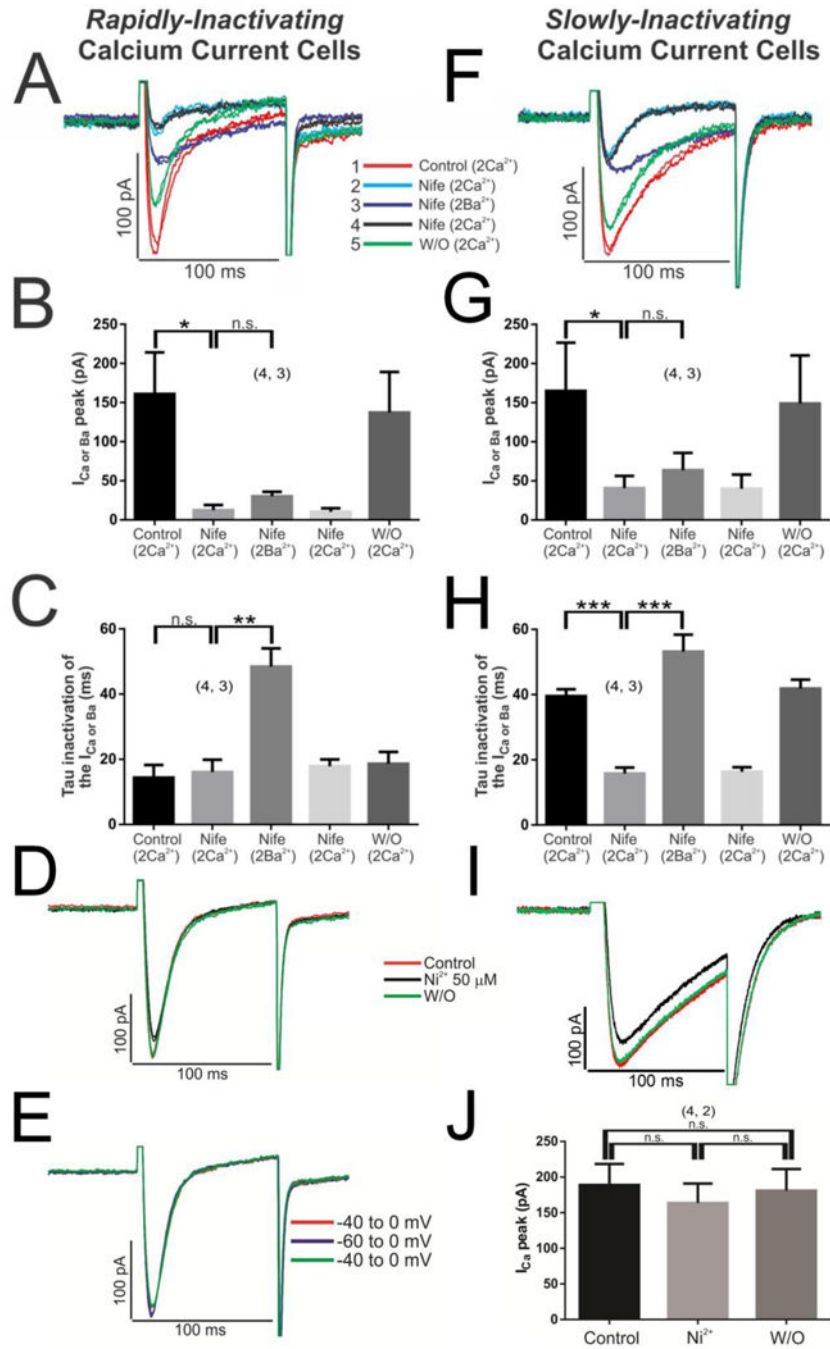 Rapidly-Inactivating
Calcium Current Cells
Slowly-Inactivating
Calcium Current Cells
A
100 pA
100 ms
1 Control (2Ca²⁺)
2 Nife (2Ca²⁺)
3 Nife (2Ba²⁺)
4 Nife (2Ca²⁺)
5 W/O (2Ca²⁺)
F
100 pA
100 ms
B
I Ca or Ba peak (pA)
250
200
150
100
50
0
*
n.s.
(4, 3)
Control Nife Nife Nife W/O
(2Ca²⁺) (2Ca²⁺) (2Ba²⁺) (2Ca²⁺) (2Ca²⁺)
G
I Ca or Ba peak (pA)
250
200
150
100
50
0
*
n.s.
(4, 3)
Control Nife Nife Nife W/O
(2Ca²⁺) (2Ca²⁺) (2Ba²⁺) (2Ca²⁺) (2Ca²⁺)
C
Tau inactivation of
the I Ca or Ba (ms)
60
40
20
0
n.s.
**
(4, 3)
Control Nife Nife Nife W/O
(2Ca²⁺) (2Ca²⁺) (2Ba²⁺) (2Ca²⁺) (2Ca²⁺)
H
Tau inactivation of
the I Ca or Ba (ms)
60
40
20
0
***
***
(4, 3)
Control Nife Nife Nife W/O
(2Ca²⁺) (2Ca²⁺) (2Ba²⁺) (2Ca²⁺) (2Ca²⁺)
D
100 pA
100 ms
Control
Ni²⁺ 50 µM
W/O
I
100 pA
100 ms
E
100 pA
100 ms
-40 to 0 mV
-60 to 0 mV
-40 to 0 mV
J
I Ca peak (pA)
250
200
150
100
50
0
(4, 2)
n.s.
n.s.
n.s.
Control Ni²⁺ W/O